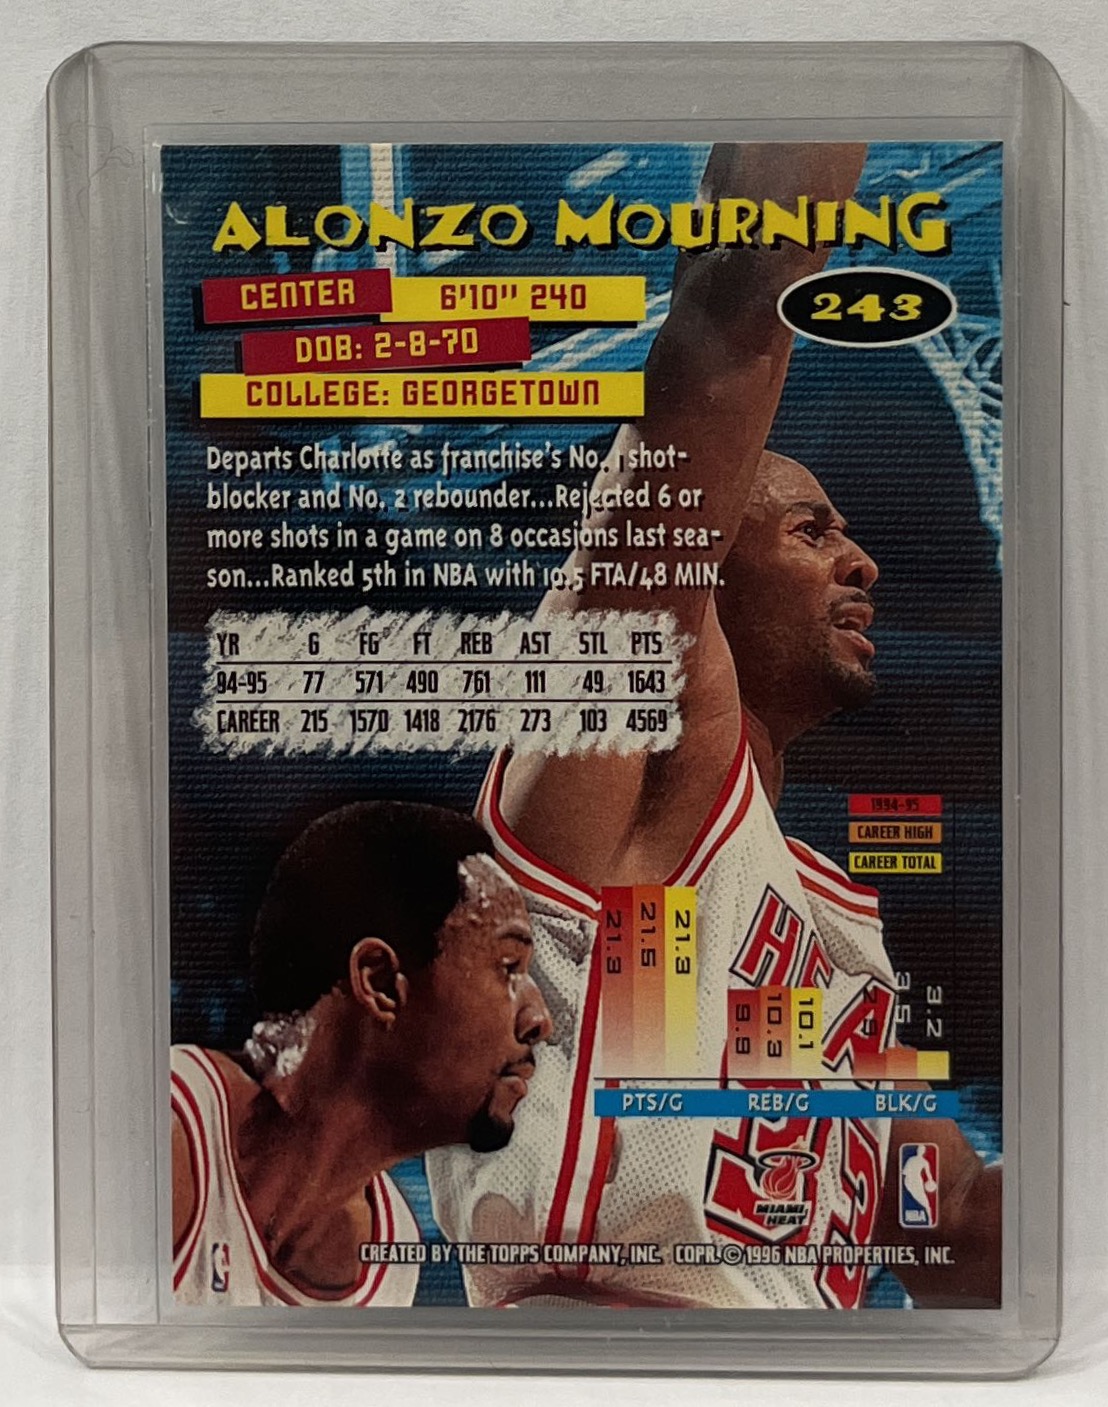 ALONZO MOURNING
CENTER 6'10" 240
243
DOB: 2-8-70
COLLEGE: GEORGETOWN
Departs Charlotte as franchise's No. 1 shot-
blocker and No. 2 rebounder...Rejected 6 or
more shots in a game on 8 occasions last sea-
son...Ranked 5th in NBA with 10.5 FTA/48 MIN.
YR G FG FT REB AST STL PTS
94-95 77 571 490 761 111 49 1643
CAREER 215 1570 1418 2176 273 103 4569
1994-95
CAREER HIGH
CAREER TOTAL
21.3 21.5 21.3
9.9 10.3 10.1
2.9 3.5 3.2
PTS/G REB/G BLK/G
HEAT
33
MIAMI
HEAT
NBA
CREATED BY THE TOPPS COMPANY, INC. COPR. © 1996 NBA PROPERTIES, INC.